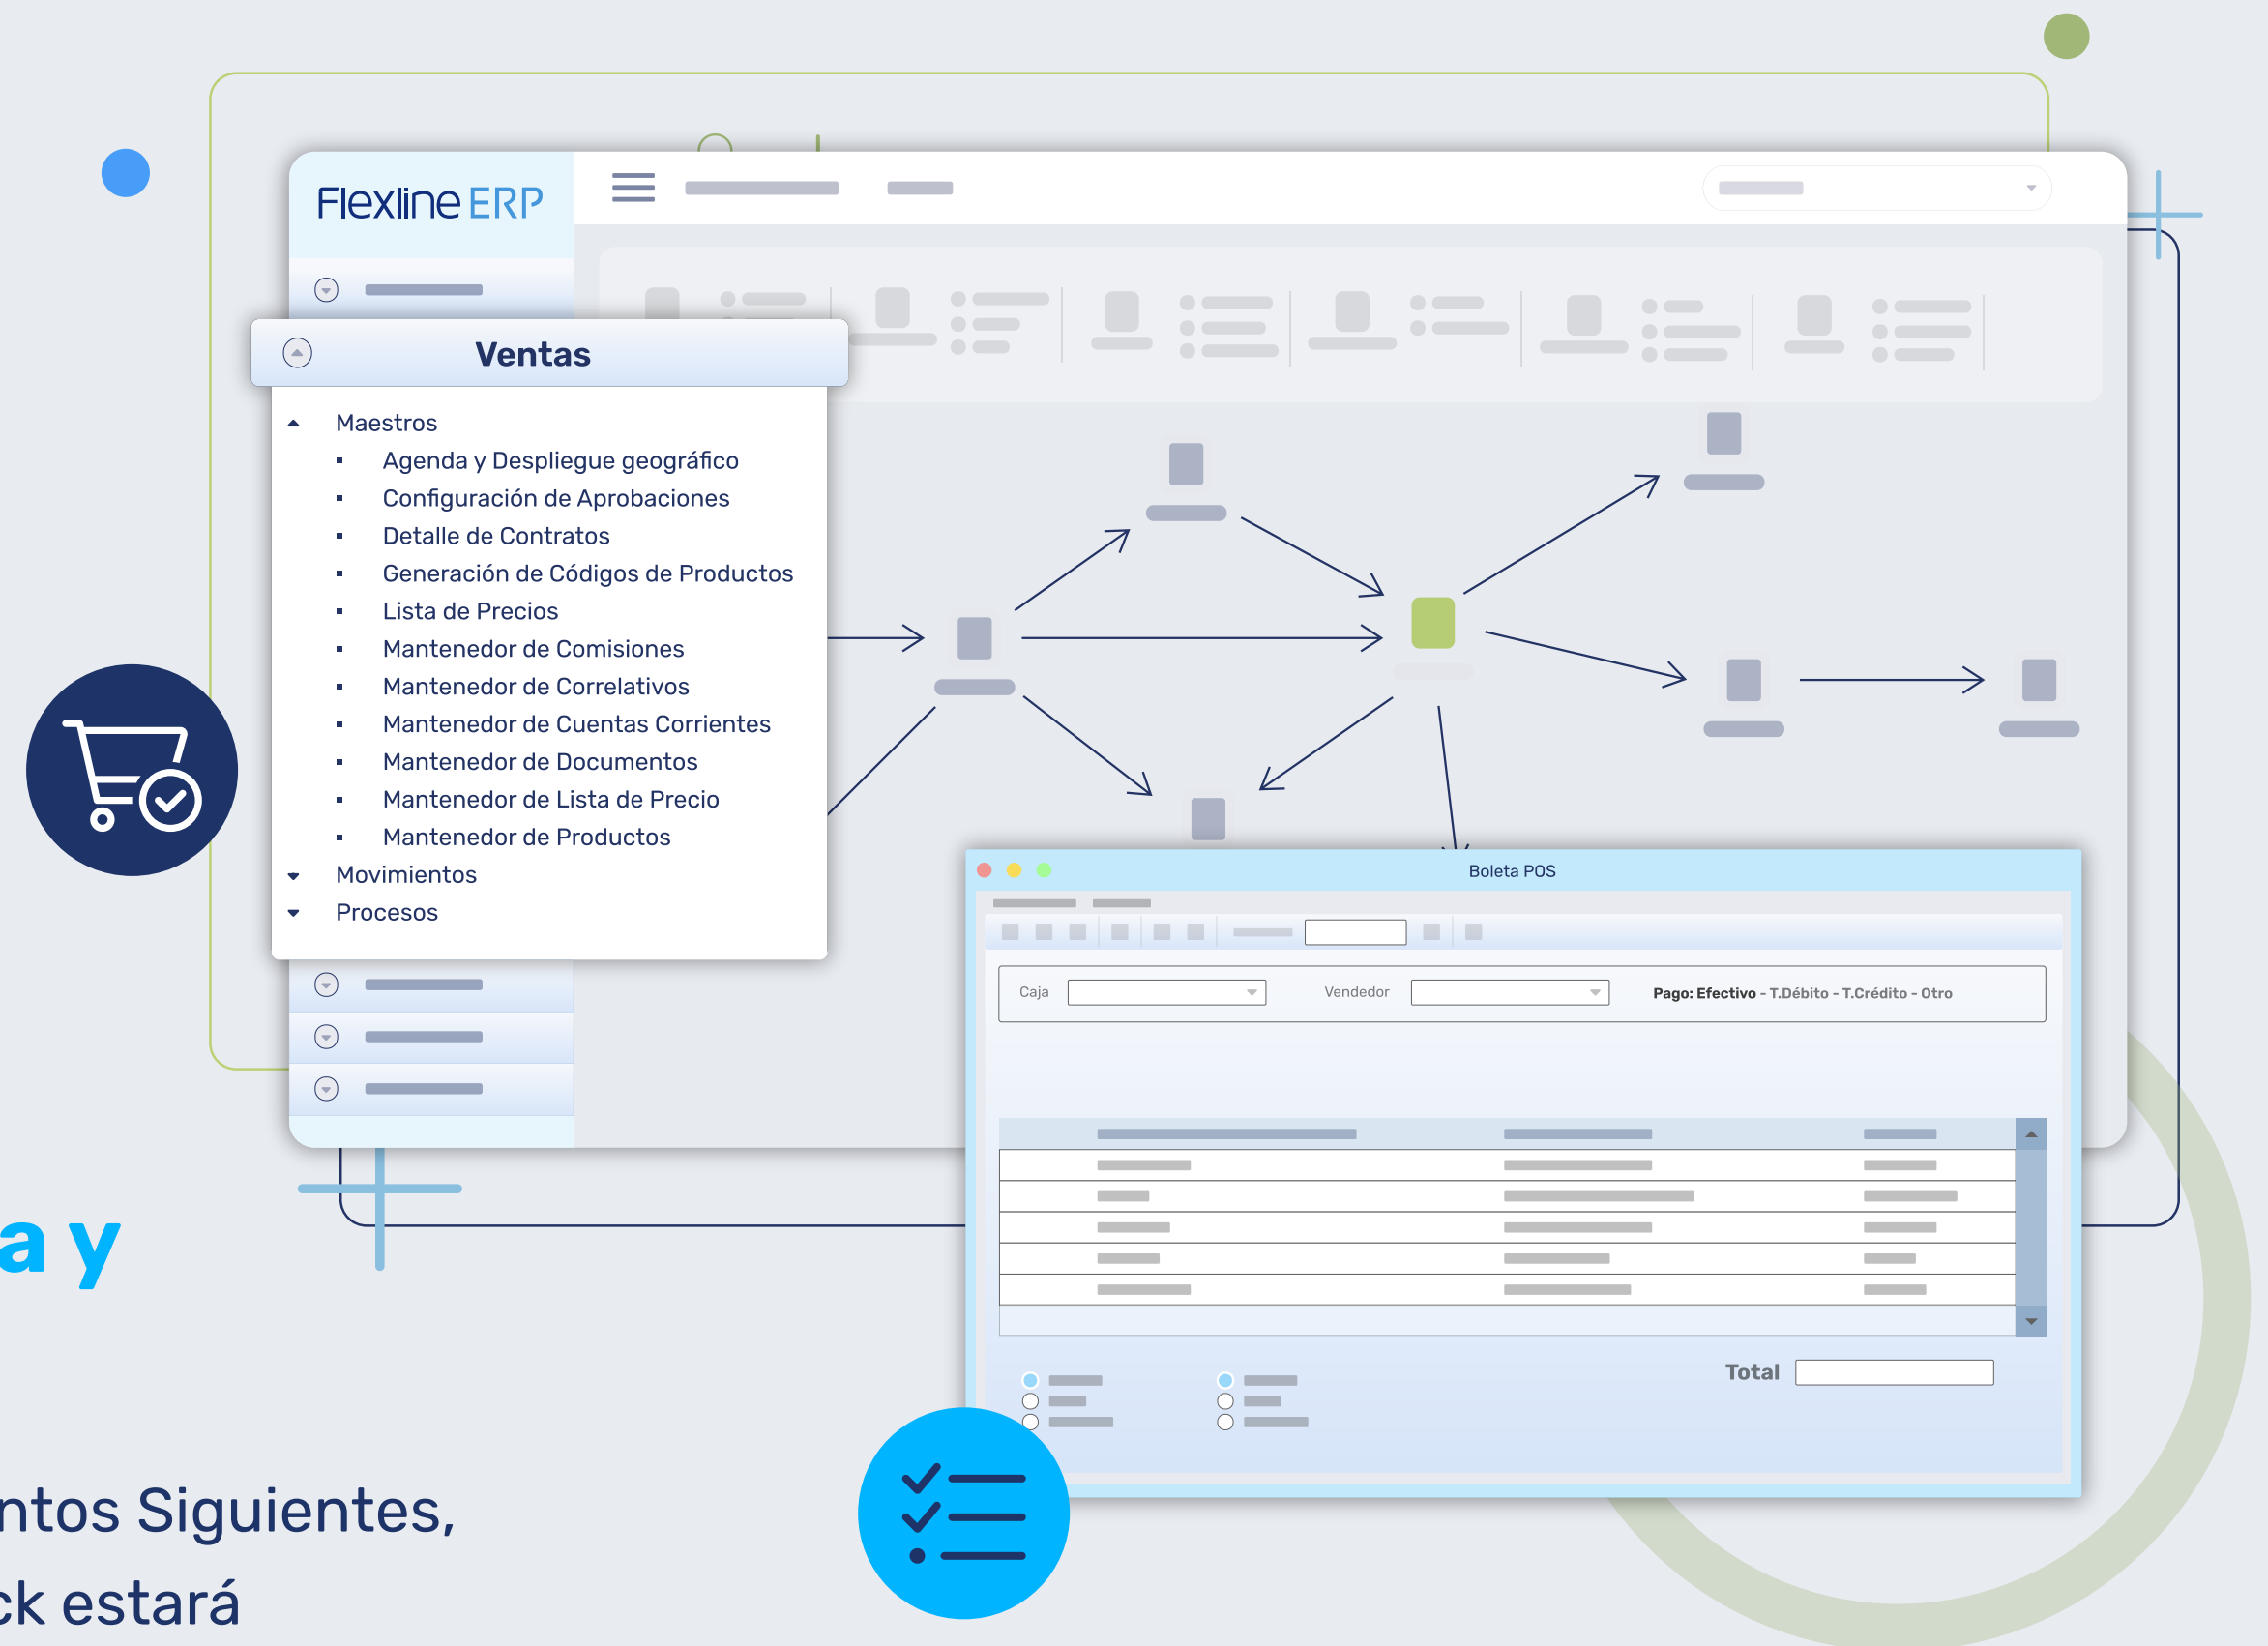 Flexline ERP
Ventas
Maestros
Agenda y Despliegue geográfico
Configuración de Aprobaciones
Detalle de Contratos
Generación de Códigos de Productos
Lista de Precios
Mantenedor de Comisiones
Mantenedor de Correlativos
Mantenedor de Cuentas Corrientes
Mantenedor de Documentos
Mantenedor de Lista de Precio
Mantenedor de Productos
Movimientos
Procesos
Boleta POS
Caja Vendedor Pago: Efectivo - T.Débito - T.Crédito - Otro
Total
a y
ntos Siguientes,
ck estará